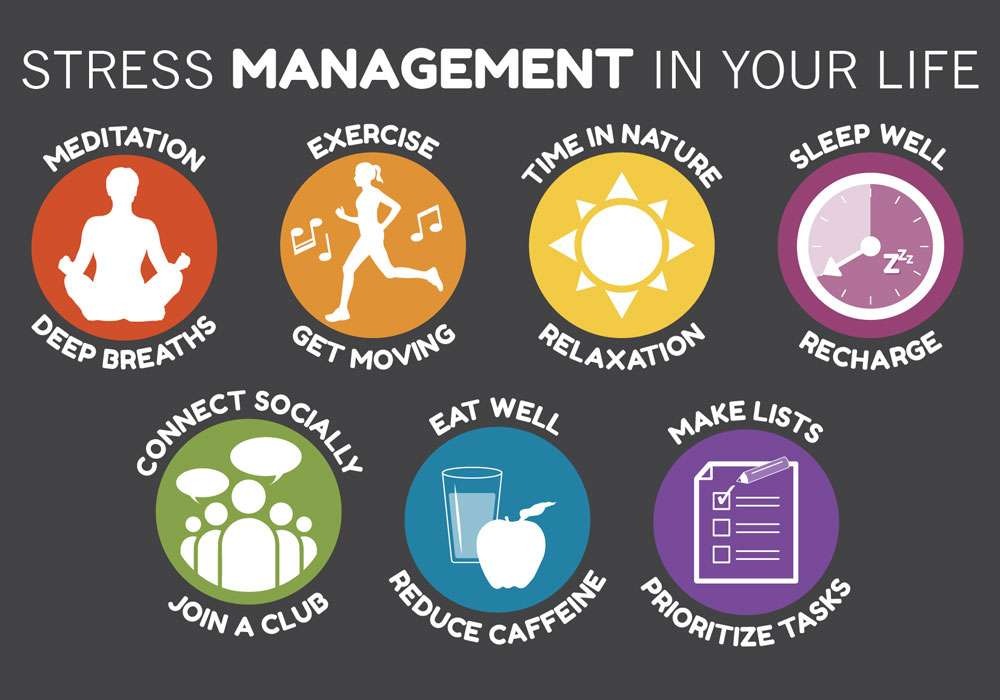 STRESS MANAGEMENT IN YOUR LIFE
MEDITATION
DEEP BREATHS
EXERCISE
GET MOVING
TIME IN NATURE
RELAXATION
SLEEP WELL
zzz
RECHARGE
CONNECT SOCIALLY
JOIN A CLUB
EAT WELL
REDUCE CAFFEINE
MAKE LISTS
PRIORITIZE TASKS